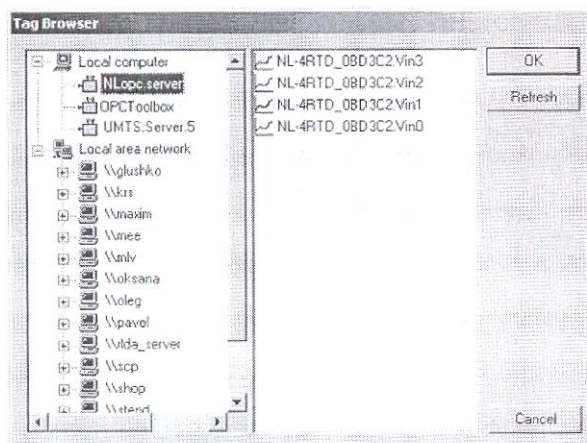 Tag Browser
Local computer
NLopc.server
OPCToolbox
UMTS.Server.5
Local area network
\\glushko
\\krs
\\maxim
\\mee
\\mlv
\\oksana
\\oleg
\\pavel
\\rlda_server
\\scp
\\shop
\\stend
NL-4RTD_0BD3C2.Vin3
NL-4RTD_0BD3C2.Vin2
NL-4RTD_0BD3C2.Vin1
NL-4RTD_0BD3C2.Vin0
OK
Refresh
Cancel